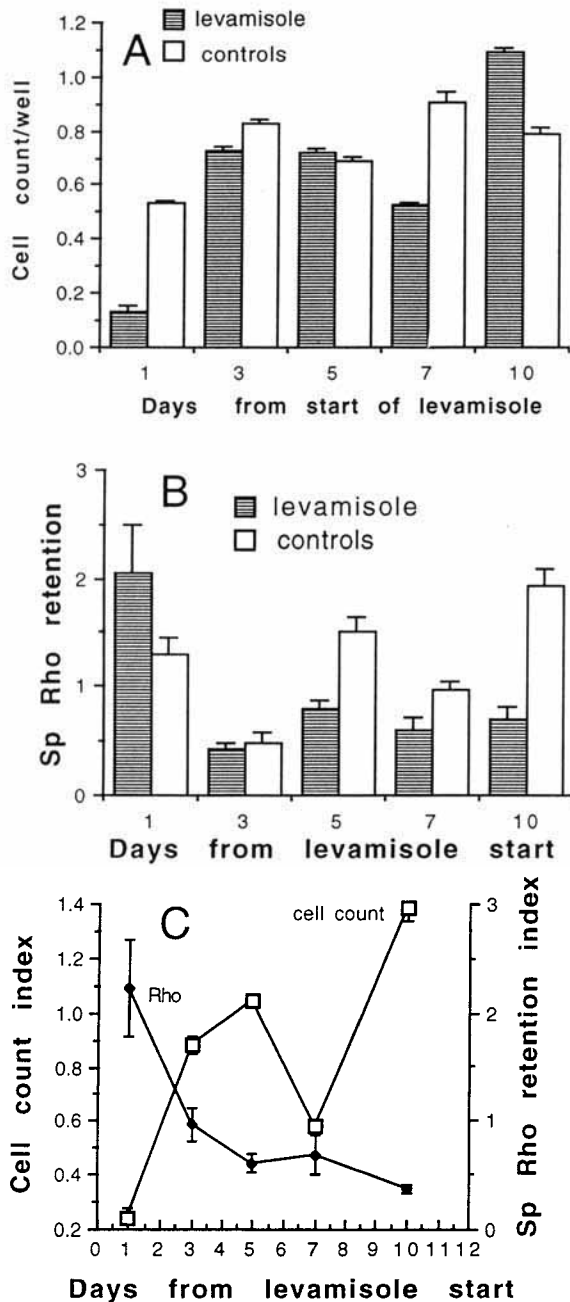 A
levamisole
controls
Cell count/well
1.2
1.0
0.8
0.6
0.4
0.2
0.0
1 3 5 7 10
Days from start of levamisole
B
levamisole
controls
Sp Rho retention
3
2
1
0
1 3 5 7 10
Days from levamisole start
C
cell count
Rho
Cell count index
1.4
1.2
1.0
0.8
0.6
0.4
0.2
Sp Rho retention index
3
2
1
0
0 1 2 3 4 5 6 7 8 9 10 11 12
Days from levamisole start